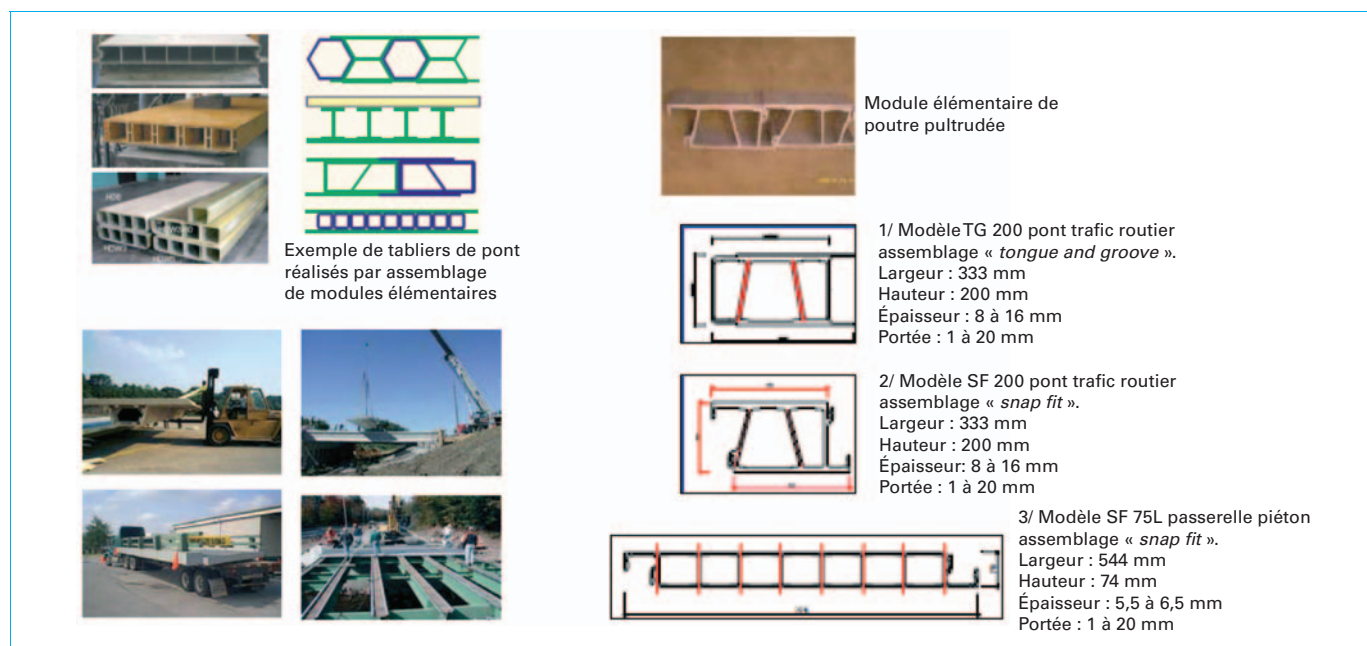 Exemple de tabliers de pont
réalisés par assemblage
de modules élémentaires
Module élémentaire de
poutre pultrudée
1/ Modèle TG 200 pont trafic routier
assemblage « tongue and groove ».
Largeur : 333 mm
Hauteur : 200 mm
Épaisseur : 8 à 16 mm
Portée : 1 à 20 mm
2/ Modèle SF 200 pont trafic routier
assemblage « snap fit ».
Largeur : 333 mm
Hauteur : 200 mm
Épaisseur: 8 à 16 mm
Portée : 1 à 20 mm
3/ Modèle SF 75L passerelle piéton
assemblage « snap fit ».
Largeur : 544 mm
Hauteur : 74 mm
Épaisseur : 5,5 à 6,5 mm
Portée : 1 à 20 mm